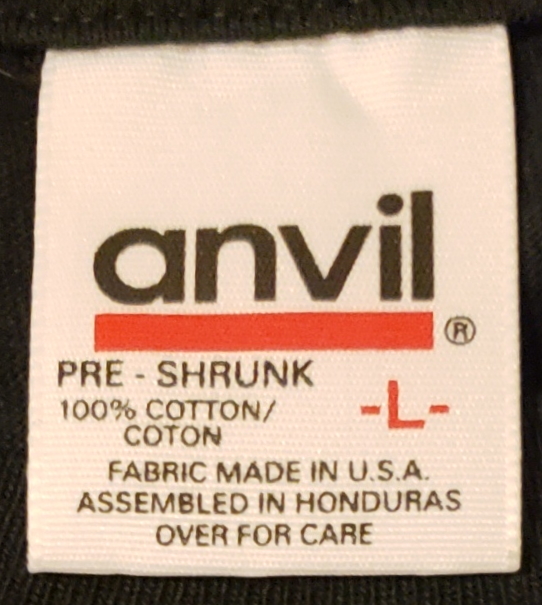 anvil®
PRE - SHRUNK
100% COTTON/
COTON
-L-
FABRIC MADE IN U.S.A.
ASSEMBLED IN HONDURAS
OVER FOR CARE